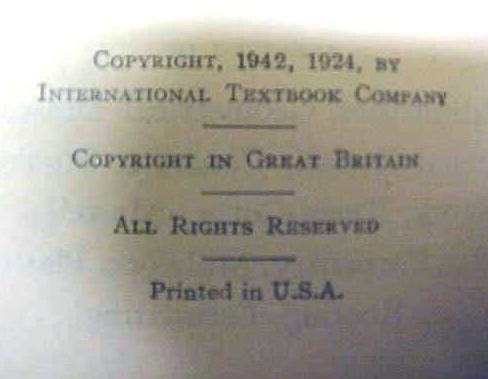 COPYRIGHT, 1942, 1924, BY
INTERNATIONAL TEXTBOOK COMPANY
COPYRIGHT IN GREAT BRITAIN
ALL RIGHTS RESERVED
Printed in U.S.A.